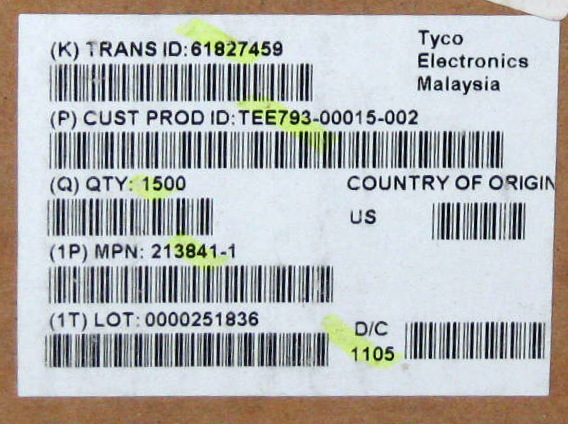 (K) TRANS ID:61827459
Tyco
Electronics
Malaysia
(P) CUST PROD ID:TEE793-00015-002
(Q) QTY: 1500
COUNTRY OF ORIGIN
US
(1P) MPN: 213841-1
(1T) LOT: 0000251836
D/C
1105